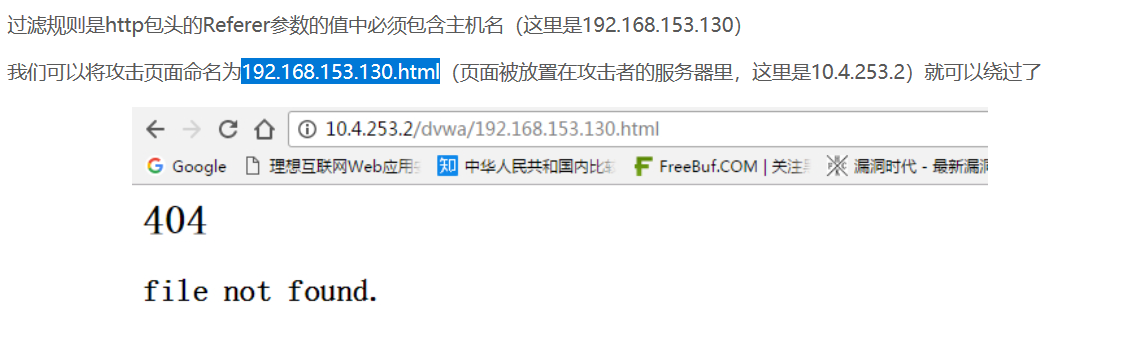 过滤规则是http包头的Referer参数的值中必须包含主机名（这里是192.168.153.130）
我们可以将攻击页面命名为192.168.153.130.html（页面被放置在攻击者的服务器里，这里是10.4.253.2）就可以绕过了
10.4.253.2/dvwa/192.168.153.130.html
Google 理想互联网Web应用 知 中华人民共和国内比 FreeBuf.COM | 关注 漏洞时代 - 最新漏
404
file not found.